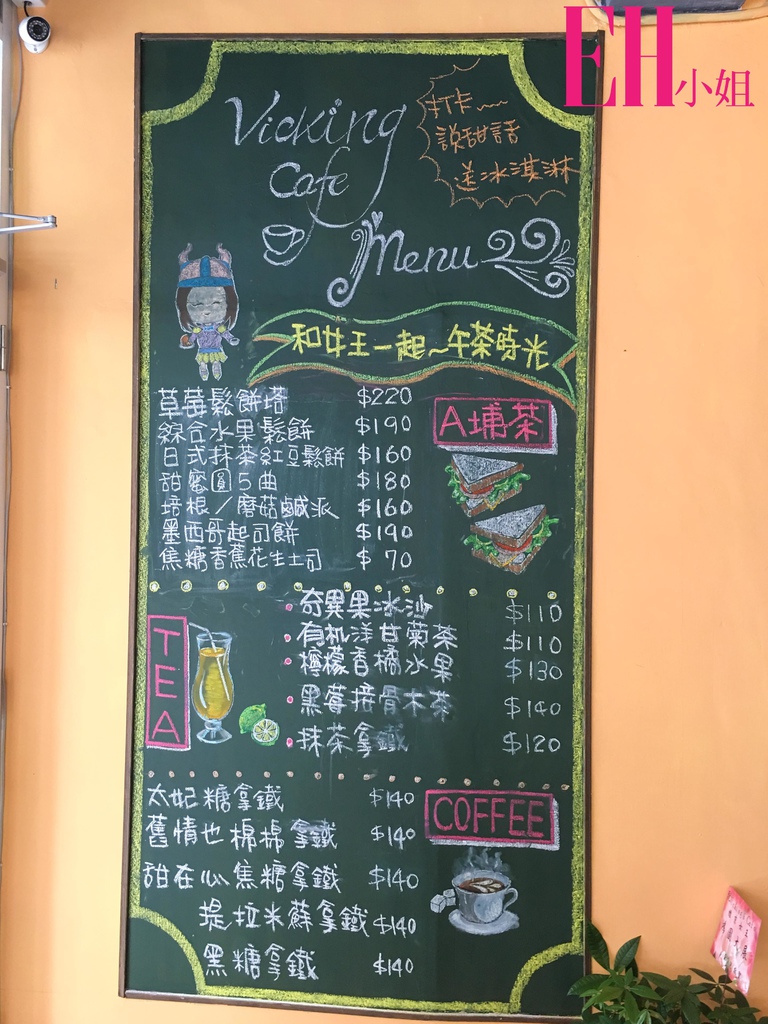 EH小姐
Vicking
Cafe
打卡~~
說甜話
送冰淇淋
Menu
和女王一起~午茶時光
草莓鬆餅塔 $220
綜合水果鬆餅 $190
日式抹茶紅豆鬆餅 $160
甜蜜圓5曲 $180
培根/蘑菇鹹派 $160
墨西哥起司餅 $190
焦糖香蕉花生土司 $70
A埔茶
TEA
奇異果冰沙 $110
有机洋甘菊茶 $110
檸檬香橘水果 $130
黑莓接骨木茶 $140
抹茶拿鐵 $120
COFFEE
太妃糖拿鐵 $140
舊情也棉棉拿鐵 $140
甜在心焦糖拿鐵 $140
提拉米蘇拿鐵 $140
黑糖拿鐵 $140